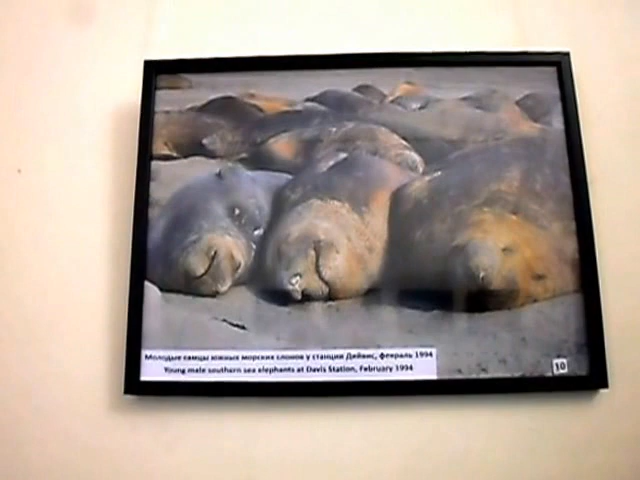 Молодые самцы южных морских слонов у станции Дейвис, февраль 1994
Young male southern sea elephants at Davis Station, February 1994
10